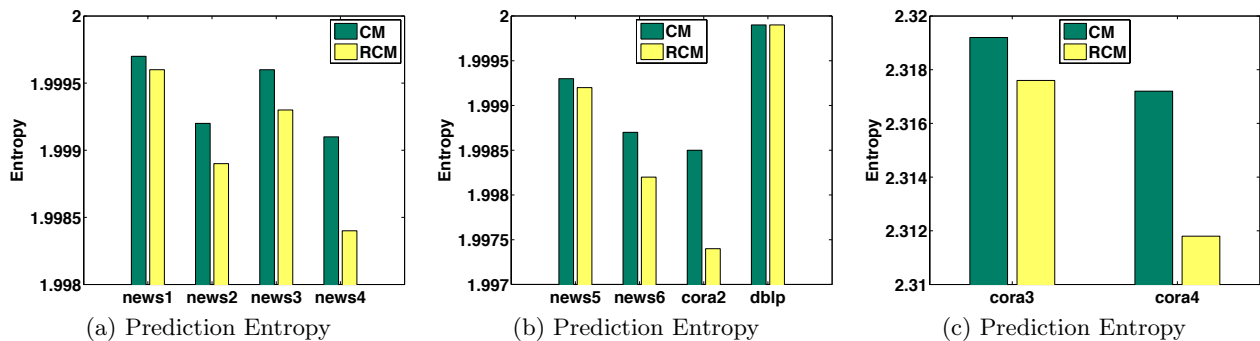 2
1.9995
1.999
1.9985
1.998
Entropy
CM
RCM
news1 news2 news3 news4
(a) Prediction Entropy
2
1.9995
1.999
1.9985
1.998
1.9975
1.997
Entropy
CM
RCM
news5 news6 cora2 dblp
(b) Prediction Entropy
2.32
2.318
2.316
2.314
2.312
2.31
Entropy
CM
RCM
cora3 cora4
(c) Prediction Entropy